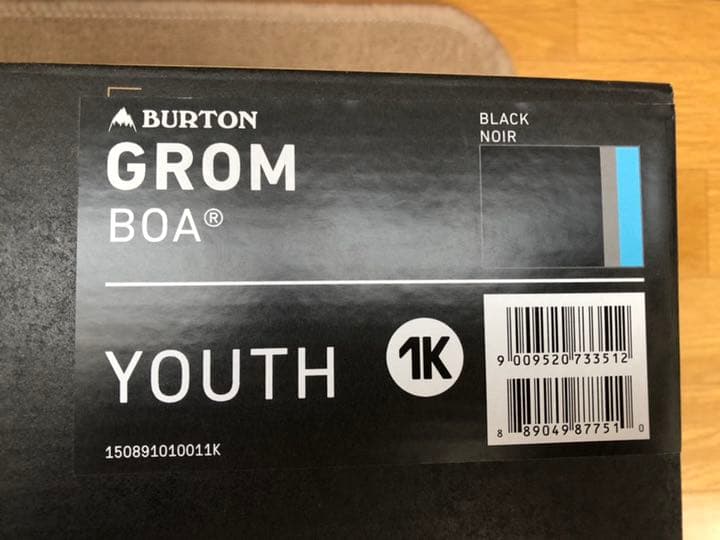 BURTON
GROM
BOA®
BLACK
NOIR
YOUTH
1K
9 009520 733512
8 89049 87751 0
150891010011K